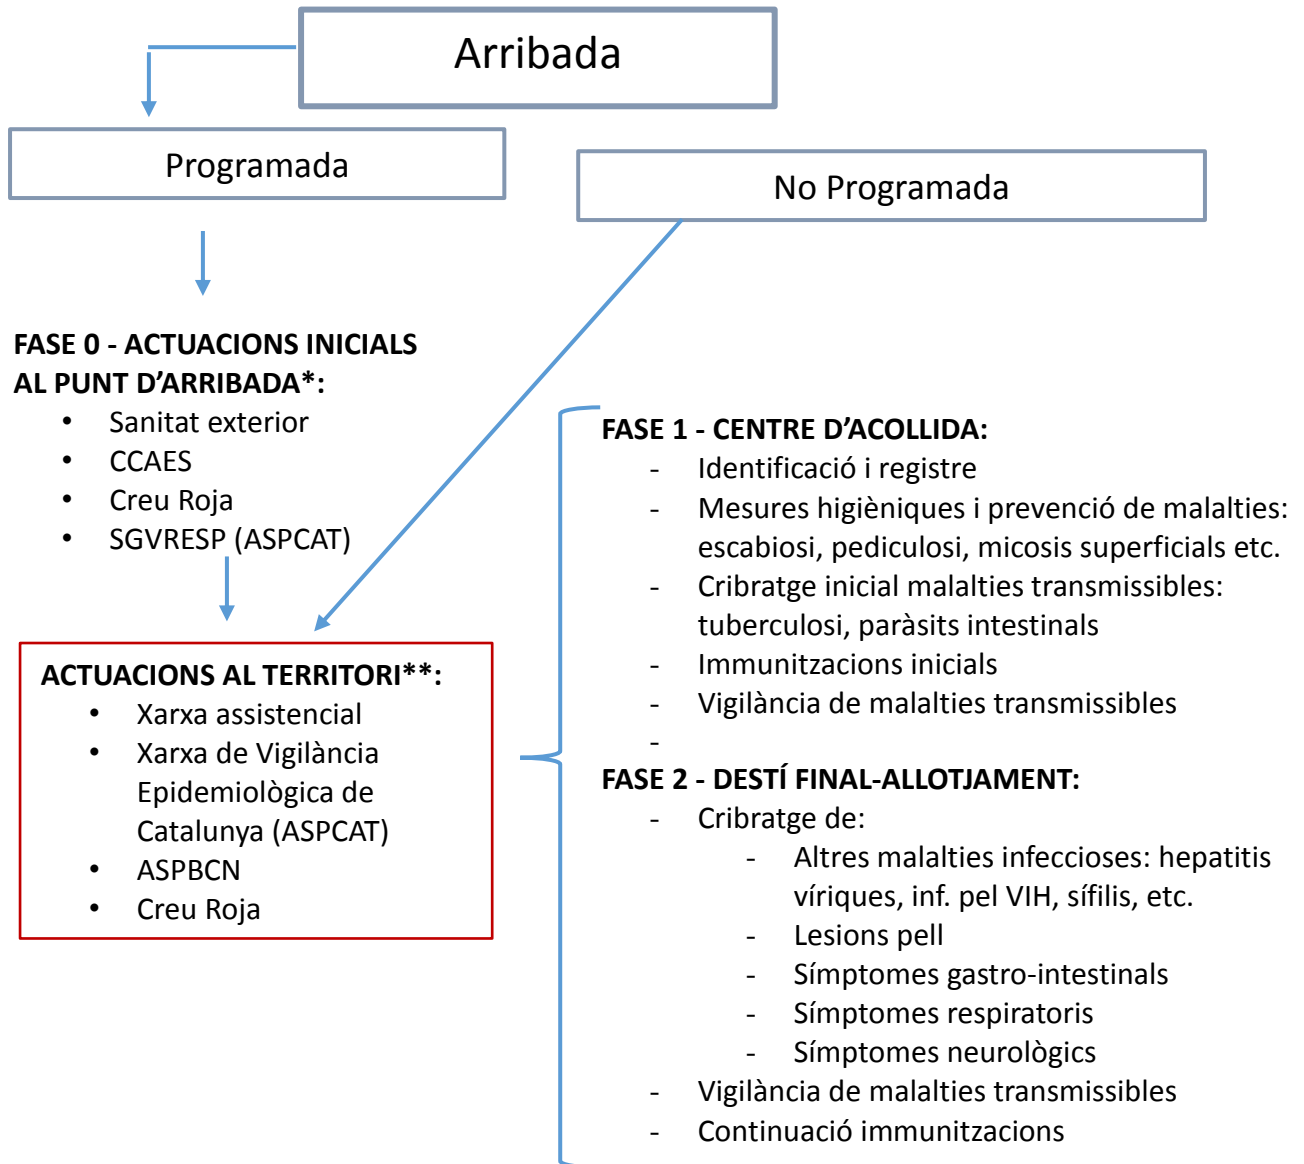 Arribada
Programada
No Programada
FASE 0 - ACTUACIONS INICIALS
AL PUNT D’ARRIBADA*:
• Sanitat exterior
• CCAES
• Creu Roja
• SGVRESP (ASPCAT)
ACTUACIONS AL TERRITORI**:
• Xarxa assistencial
• Xarxa de Vigilància
Epidemiològica de
Catalunya (ASPCAT)
• ASPBCN
• Creu Roja
FASE 1 - CENTRE D’ACOLLIDA:
- Identificació i registre
- Mesures higièniques i prevenció de malalties:
escabiosi, pediculosi, micosis superficials etc.
- Cribratge inicial malalties transmissibles:
tuberculosi, paràsits intestinals
- Immunitzacions inicials
- Vigilància de malalties transmissibles
-
FASE 2 - DESTÍ FINAL-ALLOTJAMENT:
- Cribratge de:
- Altres malalties infeccioses: hepatitis
víriques, inf. pel VIH, sífilis, etc.
- Lesions pell
- Símptomes gastro-intestinals
- Símptomes respiratoris
- Símptomes neurològics
- Vigilància de malalties transmissibles
- Continuació immunitzacions